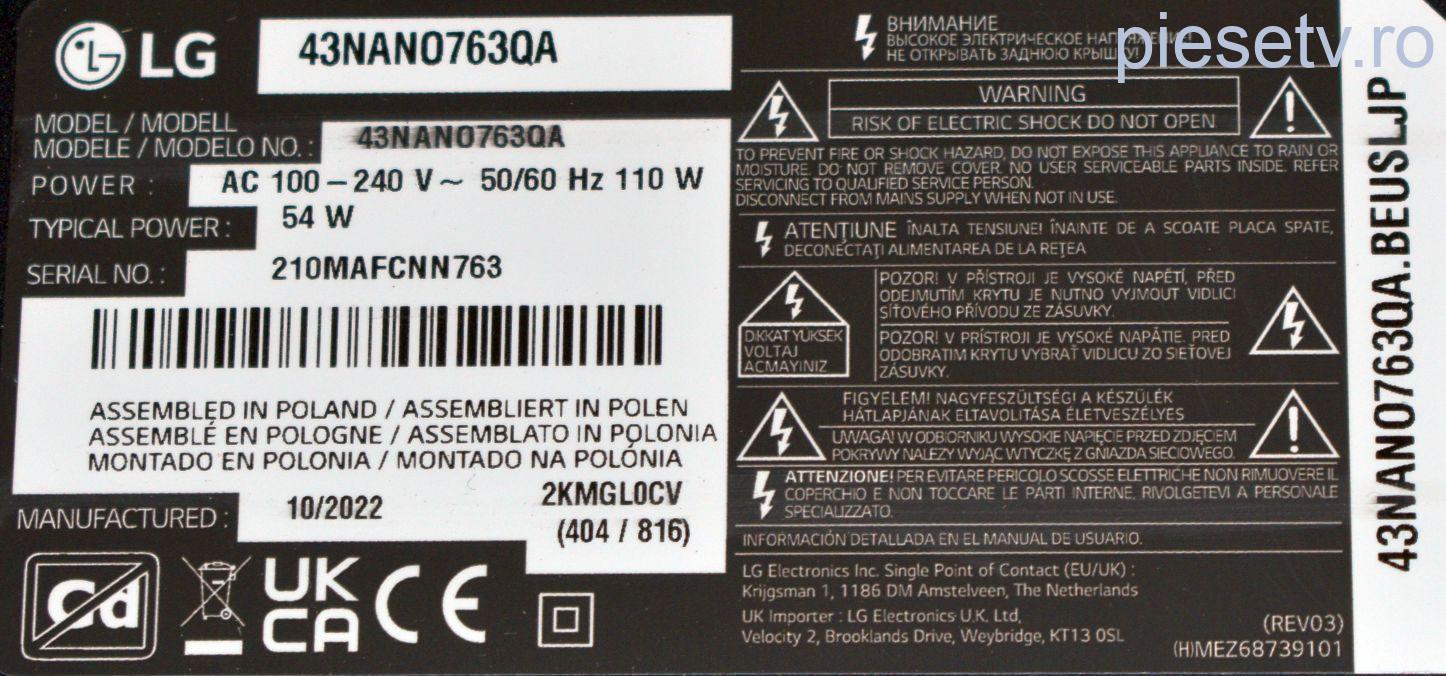 LG
43NANO763QA
MODEL / MODELL
MODELE / MODELO NO. :
43NANO763QA
POWER : AC 100 – 240 V ~ 50/60 Hz 110 W
TYPICAL POWER : 54 W
SERIAL NO. : 210MAFCNN763
ASSEMBLED IN POLAND / ASSEMBLIERT IN POLEN
ASSEMBLÉ EN POLOGNE / ASSEMBLATO IN POLONIA
MONTADO EN POLONIA / MONTADO NA POLÓNIA
MANUFACTURED : 10/2022
2KMGL0CV
(404 / 816)
Cd
UK
CA
CE
ВНИМАНИЕ
ВЫСОКОЕ ЭЛЕКТРИЧЕСКОЕ НАПРЯЖЕНИЕ
НЕ ОТКРЫВАТЬ ЗАДНЮЮ КРЫШКУ!
piesetv.ro
WARNING
RISK OF ELECTRIC SHOCK DO NOT OPEN
TO PREVENT FIRE OR SHOCK HAZARD, DO NOT EXPOSE THIS APPLIANCE TO RAIN OR
MOISTURE. DO NOT REMOVE COVER. NO USER SERVICEABLE PARTS INSIDE. REFER
SERVICING TO QUALIFIED SERVICE PERSON.
DISCONNECT FROM MAINS SUPPLY WHEN NOT IN USE.
ATENŢIUNE ÎNALTA TENSIUNE! ÎNAINTE DE A SCOATE PLACA SPATE,
DECONECTAŢI ALIMENTAREA DE LA REŢEA
DIKKAT YUKSEK
VOLTAJ
ACMAYINIZ
POZOR! V PŘÍSTROJI JE VYSOKÉ NAPĚTÍ, PŘED
ODEJMUTÍM KRYTU JE NUTNO VYJMOUT VIDLICI
SÍŤOVÉHO PŘÍVODU ZE ZÁSUVKY.
POZOR! V PRÍSTROJI JE VYSOKÉ NAPÄTIE. PRED
ODOBRATIM KRYTU VYBRAŤ VIDLICU ZO SIEŤOVEJ
ZÁSUVKY.
FIGYELEM! NAGYFESZÜLTSÉG! A KÉSZÜLÉK
HÁTLAPJÁNAK ELTAVOLITÁSA ÉLETVESZÉLYES
UWAGA! W ODBIORNIKU WYSOKIE NAPIĘCIE PRZED ZDJĘCIEM
POKRYWY NALEŻY WYJĄĆ WTYCZKĘ Z GNIAZDA SIECIOWEGO.
ATTENZIONE! PER EVITARE PERICOLO SCOSSE ELETTRICHE NON RIMUOVERE IL
COPERCHIO E NON TOCCARE LE PARTI INTERNE. RIVOLGETEVI A PERSONALE
SPECIALIZZATO.
INFORMACIÓN DETALLADA EN EL MANUAL DE USUARIO.
LG Electronics Inc. Single Point of Contact (EU/UK) :
Krijgsman 1, 1186 DM Amstelveen, The Netherlands
UK Importer : LG Electronics U.K. Ltd,
Velocity 2, Brooklands Drive, Weybridge, KT13 0SL
(REV03)
(H)MEZ68739101
43NANO763QA.BEUSLJP